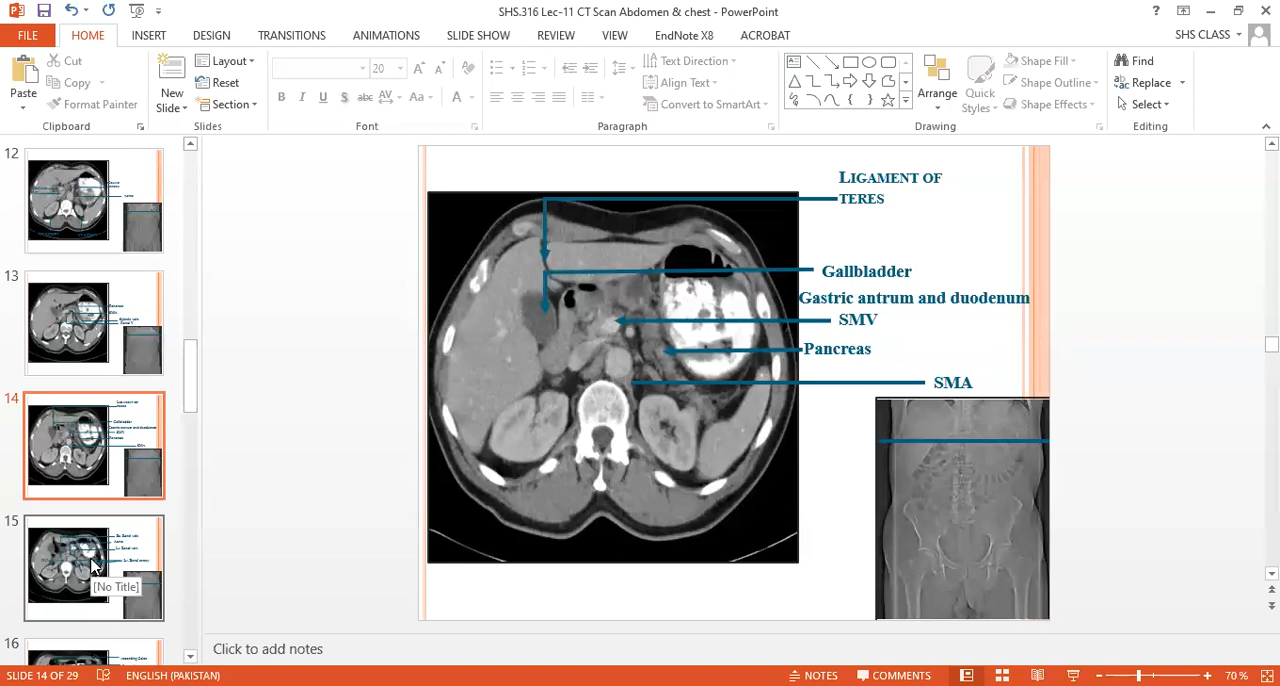 SHS.316 Lec-11 CT Scan Abdomen & chest - PowerPoint
FILE HOME INSERT DESIGN TRANSITIONS ANIMATIONS SLIDE SHOW REVIEW VIEW EndNote X8 ACROBAT SHS CLASS
Paste
Cut
Copy
Format Painter
Clipboard
New
Slide
Layout
Reset
Section
Slides
20
B I U S abc AV Aa A
Font
Text Direction
Align Text
Convert to SmartArt
Paragraph
Arrange
Quick
Styles
Shape Fill
Shape Outline
Shape Effects
Drawing
Find
Replace
Select
Editing
12
13
14
15
[No Title]
16
LIGAMENT OF
TERES
Gallbladder
Gastric antrum and duodenum
SMV
Pancreas
SMA
Click to add notes
SLIDE 14 OF 29 ENGLISH (PAKISTAN) NOTES COMMENTS 70 %